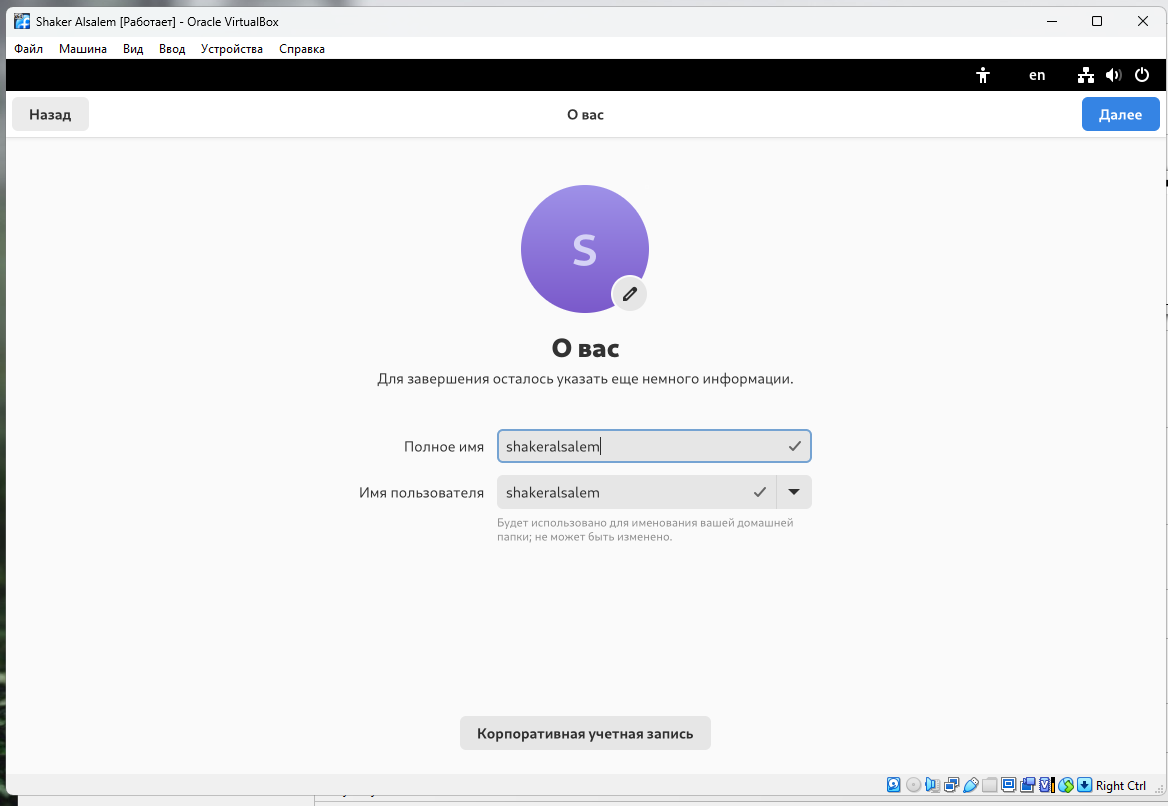 Shaker Alsalem [Работает] - Oracle VirtualBox
Файл Машина Вид Ввод Устройства Справка
en
Назад О вас Далее
S
О вас
Для завершения осталось указать еще немного информации.
Полное имя shakeralsalem
Имя пользователя shakeralsalem
Будет использовано для именования вашей домашней
папки; не может быть изменено.
Корпоративная учетная запись
Right Ctrl